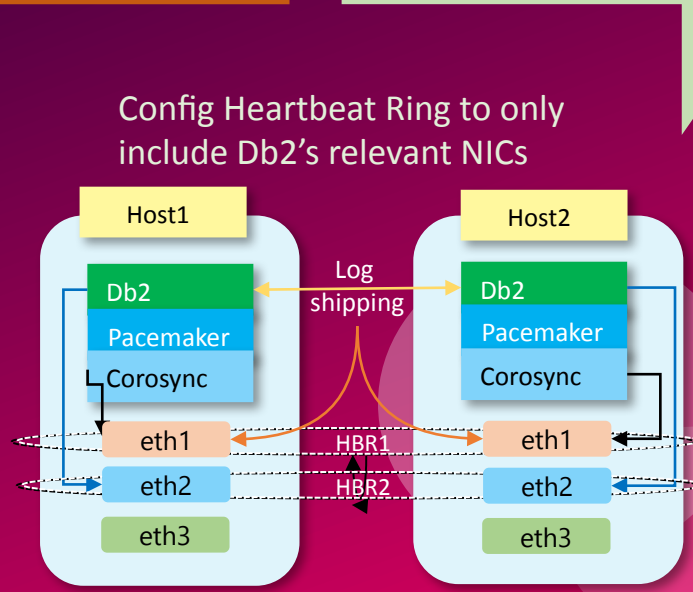 Config Heartbeat Ring to only
include Db2's relevant NICs
Host1
Host2
Log
shipping
Db2
Pacemaker
Corosync
Db2
Pacemaker
Corosync
eth1
HBR1
eth1
eth2
HBR2
eth2
eth3
eth3